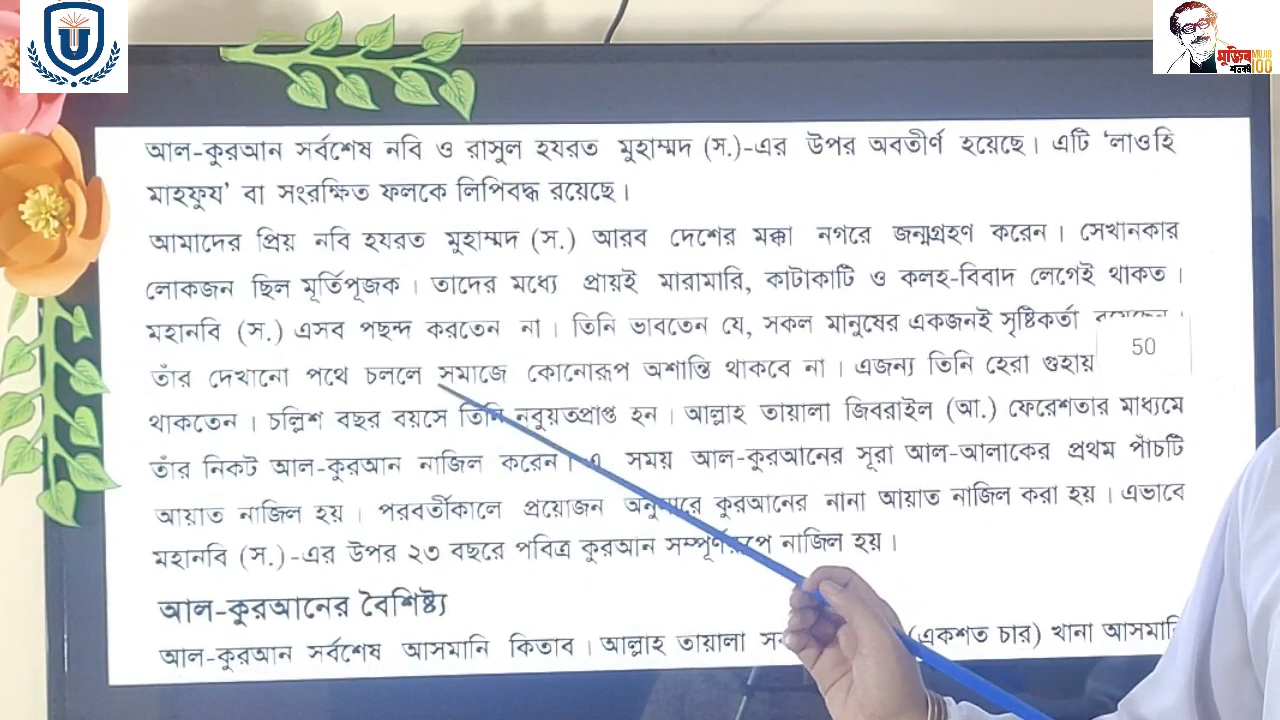 আল-কুরআন সর্বশেষ নবি ও রাসুল হযরত মুহাম্মদ (স.)-এর উপর অবতীর্ণ হয়েছে। এটি ‘লাওহি
মাহফুয’ বা সংরক্ষিত ফলকে লিপিবদ্ধ রয়েছে।
আমাদের প্রিয় নবি হযরত মুহাম্মদ (স.) আরব দেশের মক্কা নগরে জন্মগ্রহণ করেন। সেখানকার
লোকজন ছিল মূর্তিপূজক। তাদের মধ্যে প্রায়ই মারামারি, কাটাকাটি ও কলহ-বিবাদ লেগেই থাকত।
মহানবি (স.) এসব পছন্দ করতেন না। তিনি ভাবতেন যে, সকল মানুষের একজনই সৃষ্টিকর্তা
তাঁর দেখানো পথে চললে সমাজে কোনোরূপ অশান্তি থাকবে না। এজন্য তিনি হেরা গুহায় 50
থাকতেন। চল্লিশ বছর বয়সে তিনি নবুয়তপ্রাপ্ত হন। আল্লাহ তায়ালা জিবরাইল (আ.) ফেরেশতার মাধ্যমে
তাঁর নিকট আল-কুরআন নাজিল করেন। সময় আল-কুরআনের সূরা আল-আলাকের প্রথম পাঁচটি
আয়াত নাজিল হয়। পরবর্তীকালে প্রয়োজন অনুসারে কুরআনের নানা আয়াত নাজিল করা হয়। এভাবে
মহানবি (স.)-এর উপর ২৩ বছরে পবিত্র কুরআন সম্পূর্ণরূপে নাজিল হয়।
আল-কুরআনের বৈশিষ্ট্য
আল-কুরআন সর্বশেষ আসমানি কিতাব। আল্লাহ তায়ালা (একশত চার) খানা আসমানি
মুজিব MUJIB
শতবর্ষ 100